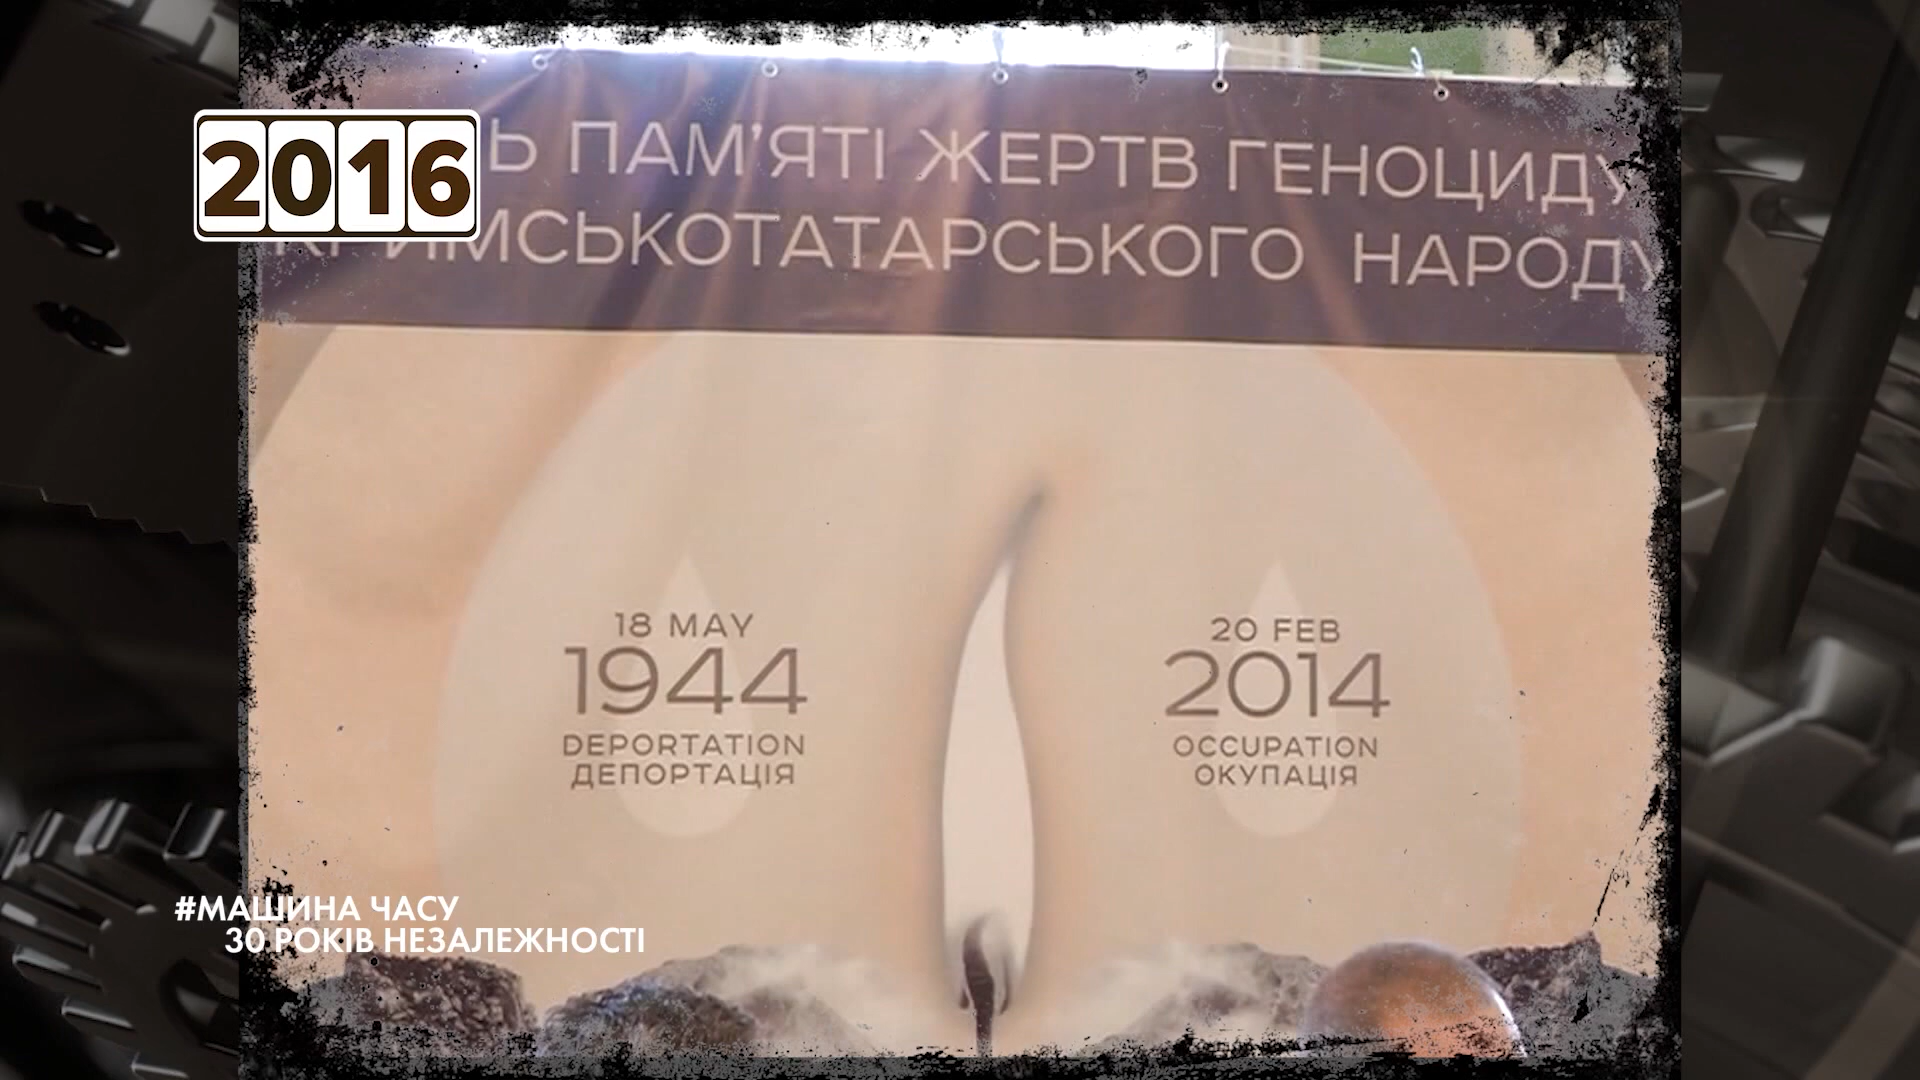 2016
Ь ПАМ'ЯТІ ЖЕРТВ ГЕНОЦИДУ
КРИМСЬКОТАТАРСЬКОГО НАРОДУ
18 MAY
1944
DEPORTATION
ДЕПОРТАЦІЯ
20 FEB
2014
OCCUPATION
ОКУПАЦІЯ
#МАШИНА ЧАСУ
30 РОКІВ НЕЗАЛЕЖНОСТІ